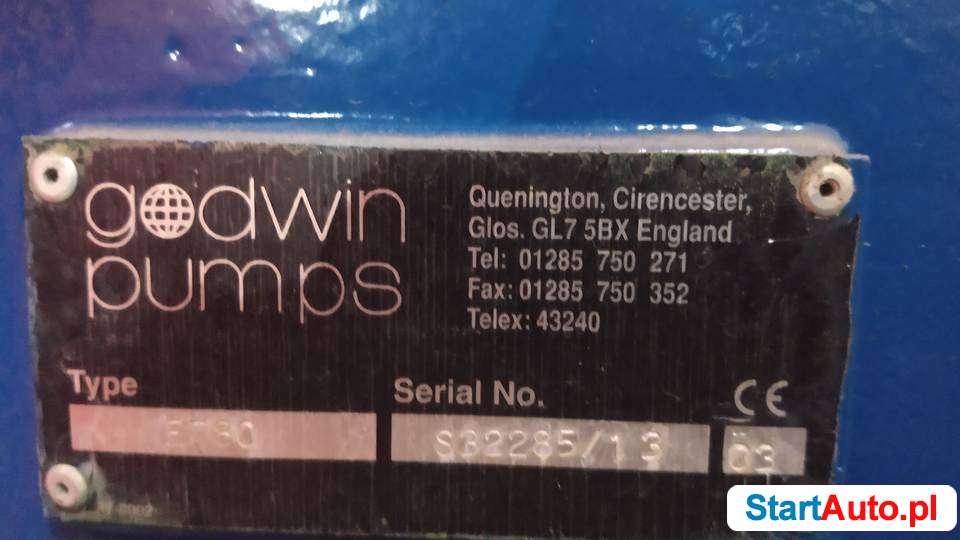 godwin
pumps
Quenington, Cirencester,
Glos. GL7 5BX England
Tel: 01285 750 271
Fax: 01285 750 352
Telex: 43240
Type
Serial No.
CE
S32285/13
03
StartAuto.pl